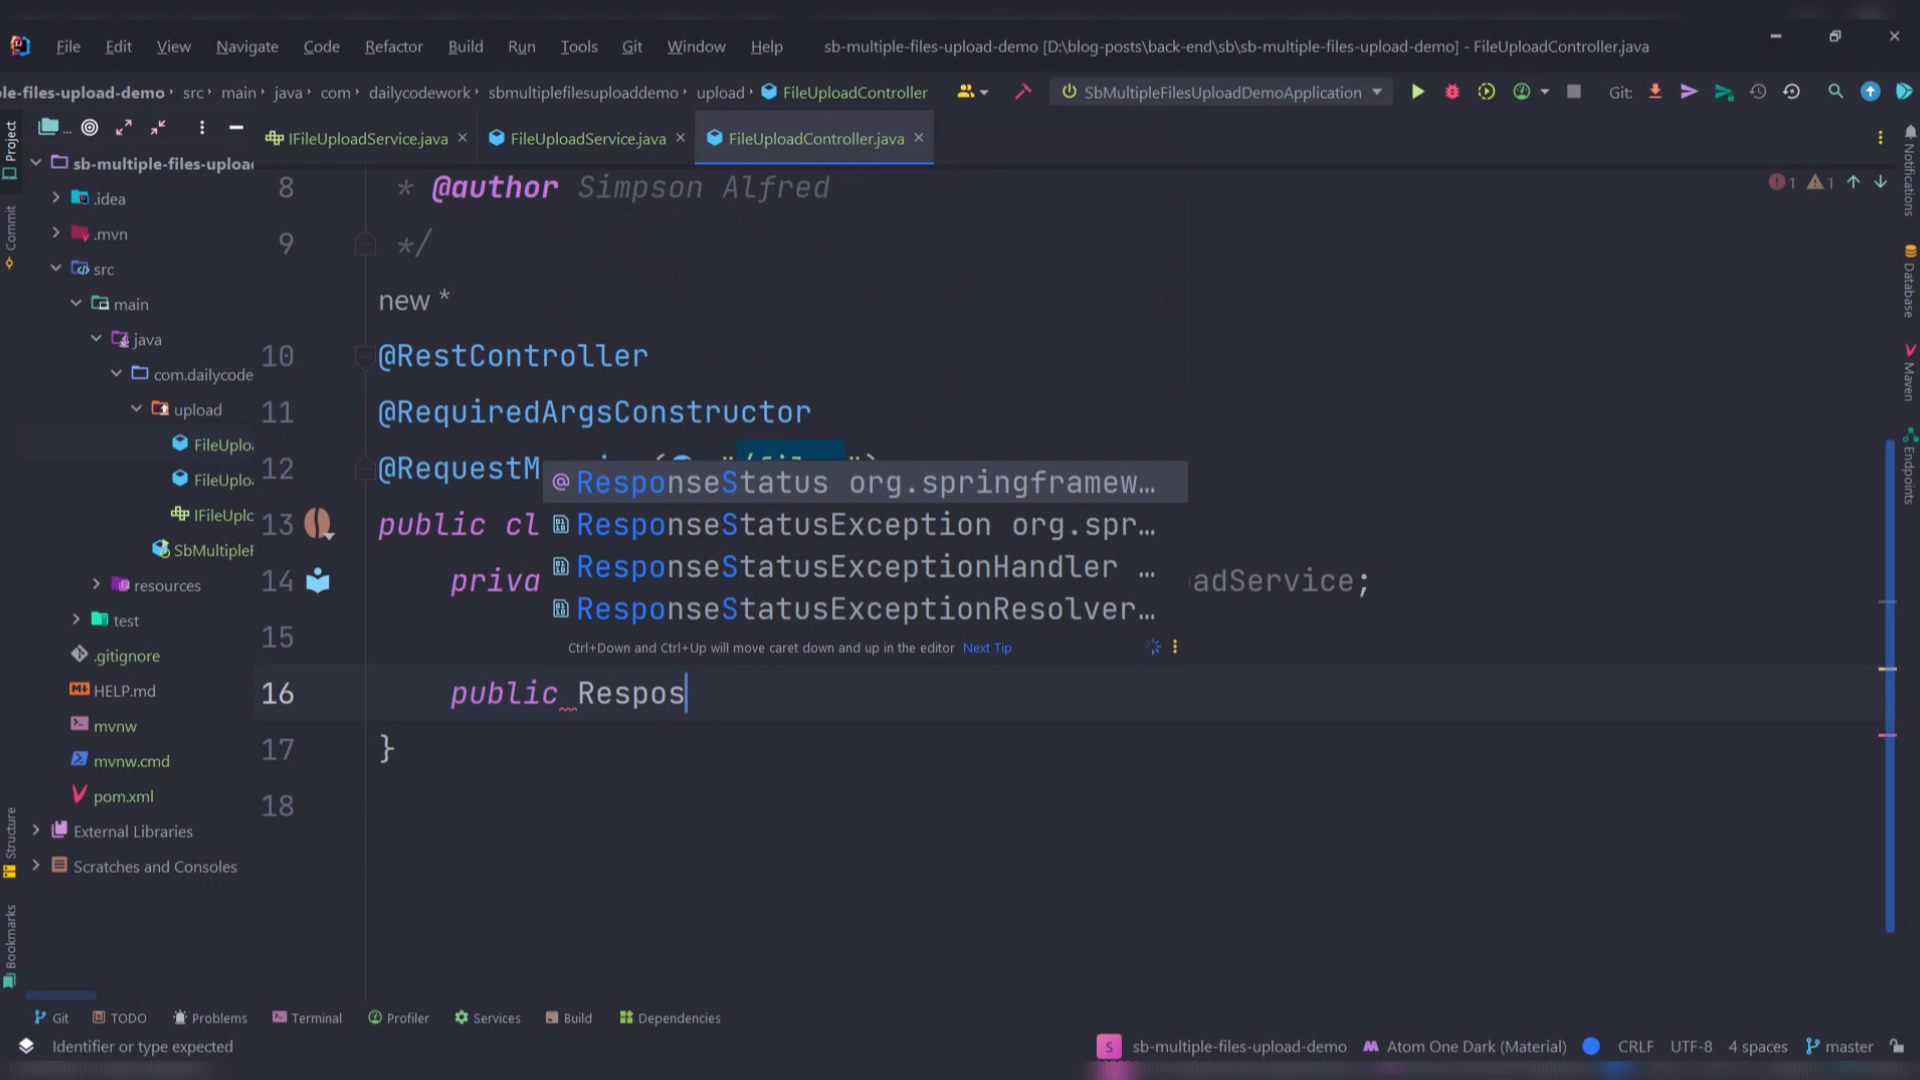 File Edit View Navigate Code Refactor Build Run Tools Git Window Help sb-multiple-files-upload-demo [D:\blog-posts\back-end\sb\sb-multiple-files-upload-demo] - FileUploadController.java
ple-files-upload-demo src main java com dailycodework sbmultiplefilesuploaddemo upload FileUploadController SbMultipleFilesUploadDemoApplication Git:
... IFileUploadService.java FileUploadService.java FileUploadController.java
Project
Commit
Structure
Bookmarks
sb-multiple-files-uploa
.idea
.mvn
src
main
java
com.dailycode
upload
FileUplo
FileUplo
IFileUplo
SbMultipleF
resources
test
.gitignore
HELP.md
mvnw
mvnw.cmd
pom.xml
External Libraries
Scratches and Consoles
8 * @author Simpson Alfred
9 */
new *
10 @RestController
11 @RequiredArgsConstructor
12 @RequestM
13 public cl
14 priva adService;
15
16 public Respos
17 }
18
@ ResponseStatus org.springframew...
ResponseStatusException org.spr...
ResponseStatusExceptionHandler ...
ResponseStatusExceptionResolver...
Ctrl+Down and Ctrl+Up will move caret down and up in the editor Next Tip
1 1
Notifications
Database
Maven
Endpoints
Git TODO Problems Terminal Profiler Services Build Dependencies
Identifier or type expected S sb-multiple-files-upload-demo Atom One Dark (Material) CRLF UTF-8 4 spaces master